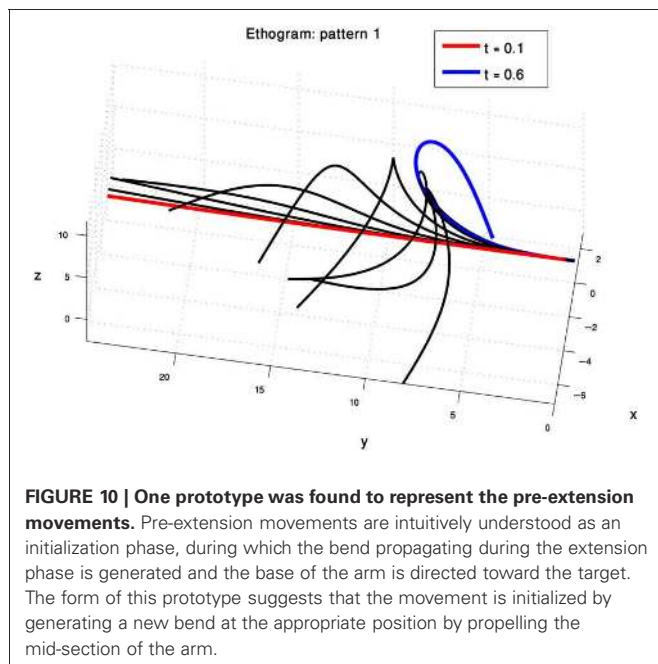 Ethogram: pattern 1
t = 0.1
t = 0.6
10
5
0
z
20
15
10
5
0
y
2
0
−2
−4
−5
x
FIGURE 10 | One prototype was found to represent the pre-extension
movements. Pre-extension movements are intuitively understood as an
initialization phase, during which the bend propagating during the extension
phase is generated and the base of the arm is directed toward the target.
The form of this prototype suggests that the movement is initialized by
generating a new bend at the appropriate position by propelling the
mid-section of the arm.